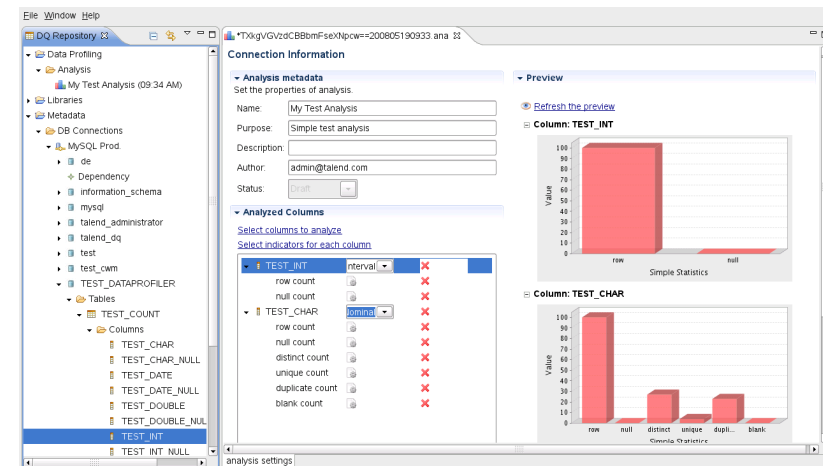 File Window Help
DQ Repository
Data Profiling
Analysis
My Test Analysis (09:34 AM)
Libraries
Metadata
DB Connections
MySQL Prod.
de
Dependency
information_schema
mysql
talend_administrator
talend_dq
test
test_cwm
TEST_DATAPROFILER
Tables
TEST_COUNT
Columns
TEST_CHAR
TEST_CHAR_NULL
TEST_DATE
TEST_DATE_NULL
TEST_DOUBLE
TEST_DOUBLE_NUL
TEST_INT
TEST_INT_NULL
*TXkgVGVzdCBBbmFseXNpcw==200805190933.ana
Connection Information
Analysis metadata
Set the properties of analysis.
Name: My Test Analysis
Purpose: Simple test analysis
Description:
Author: admin@talend.com
Status: Draft
Analyzed Columns
Select columns to analyze
Select indicators for each column
TEST_INT nterval
row count
null count
TEST_CHAR lominal
row count
null count
distinct count
unique count
duplicate count
blank count
analysis settings
Preview
Refresh the preview
Column: TEST_INT
100
90
80
70
60
50
40
30
20
10
0
Value
row null
Simple Statistics
Column: TEST_CHAR
100
90
80
70
60
50
40
30
20
10
0
Value
row null distinct unique dupli... blank
Simple Statistics